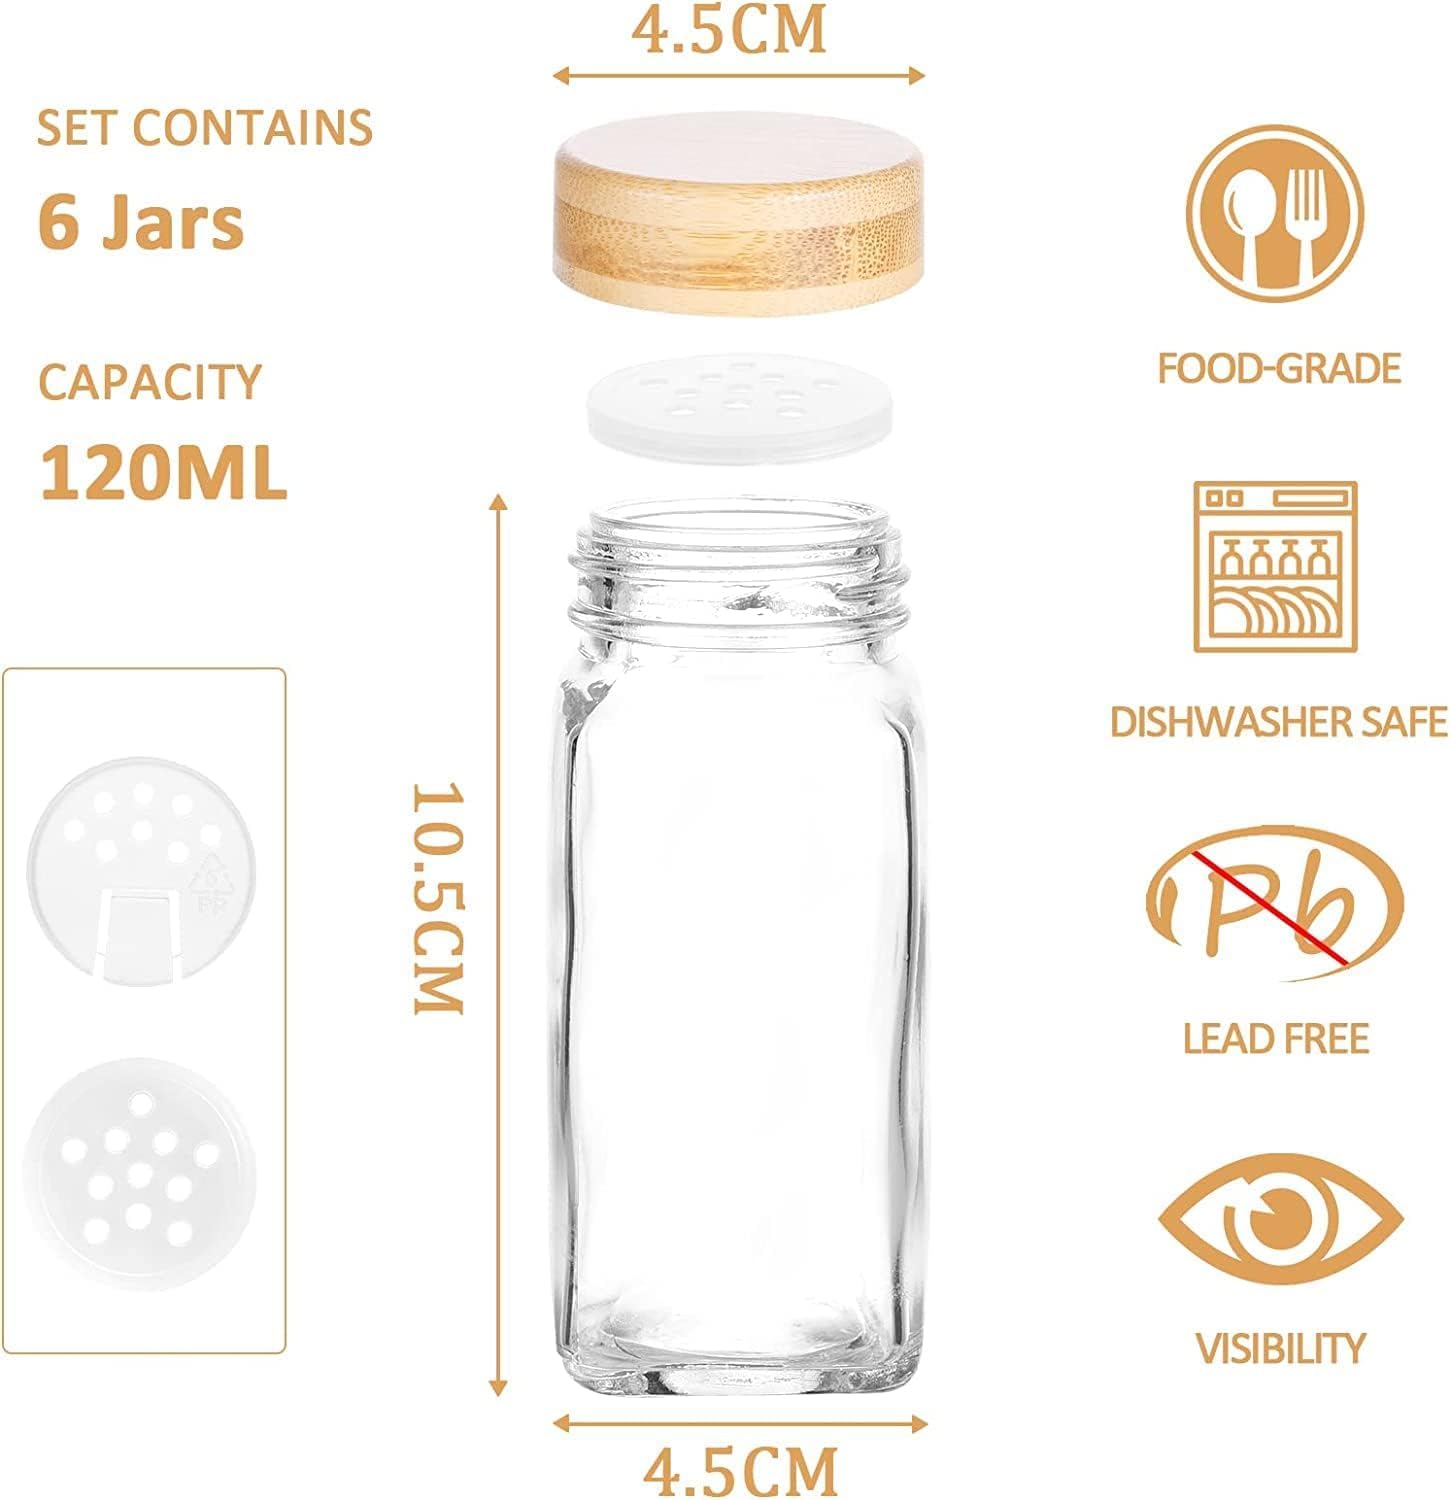 4.5CM
SET CONTAINS
6 Jars
CAPACITY
120ML
10.5CM
4.5CM
FOOD-GRADE
DISHWASHER SAFE
Pb
LEAD FREE
VISIBILITY
PP